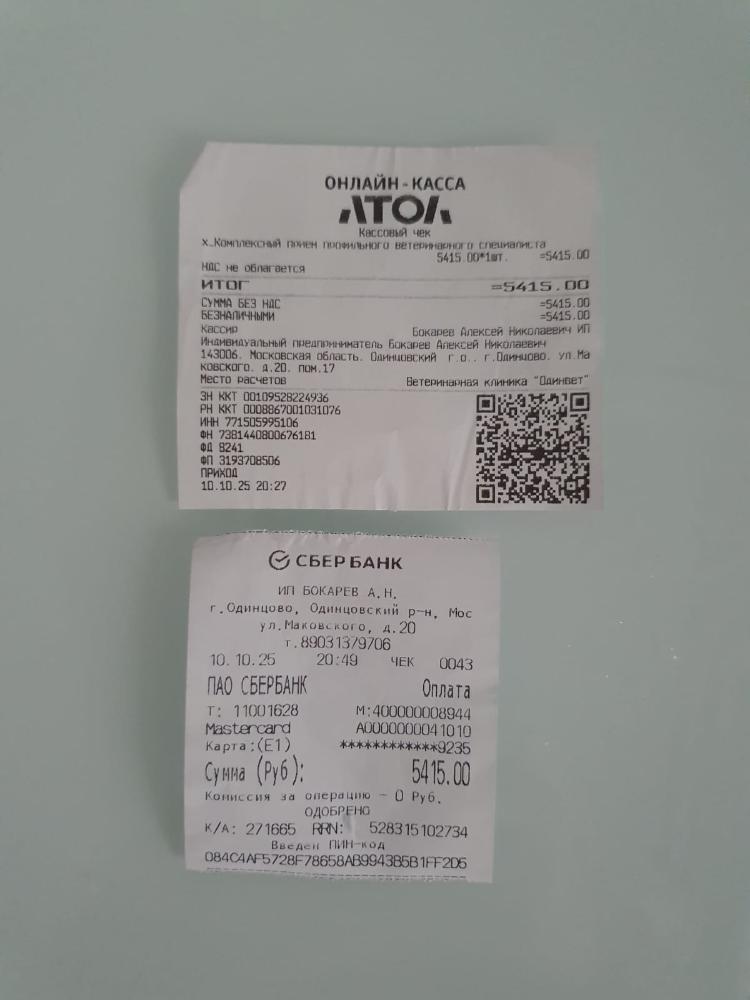 ОНЛАЙН-КАССА
АТОЛ
Кассовый чек
х_Комплексный прием профильного ветеринарного специалиста
5415.00*1шт. =5415.00
НДС не облагается
ИТОГ =5415.00
СУММА БЕЗ НДС =5415.00
БЕЗНАЛИЧНЫМИ =5415.00
Кассир Бокарев Алексей Николаевич ИП
Индивидуальный предприниматель Бокарев Алексей Николаевич
143006, Московская область, Одинцовский г.о., г.Одинцово, ул.Ма
ковского, д.20, пом.17
Место расчетов Ветеринарная клиника "Одинвет"
ЗН ККТ 00109528224936
РН ККТ 0008867001031076
ИНН 771505995106
ФН 7381440800676181
ФД 8241
ФП 3193708506
ПРИХОД
10.10.25 20:27
СБЕРБАНК
ИП БОКАРЕВ А.Н.
г.Одинцово, Одинцовский р-н, Мос
ул.Маковского, д.20
т.89031379706
10.10.25 20:49 ЧЕК 0043
ПАО СБЕРБАНК Оплата
Т: 11001628 М:400000008944
Mastercard A0000000041010
Карта:(E1) ************9235
Сумма (Руб): 5415.00
Комиссия за операцию - 0 Руб.
ОДОБРЕНО
К/А: 271665 RRN: 528315102734
Введен ПИН-код
084C4AF5728F78658AB9943B5B1FF2D5